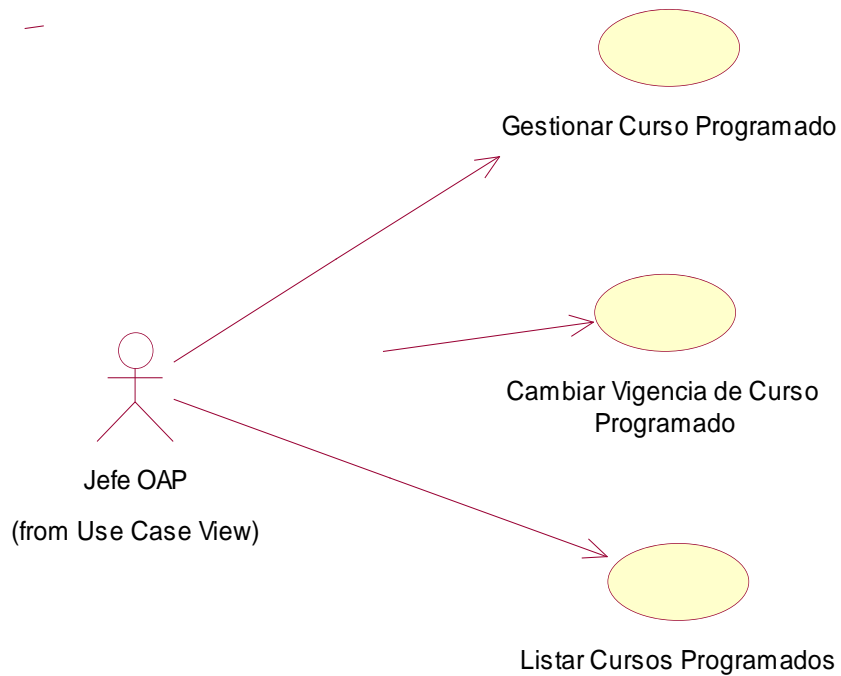 Gestionar Curso Programado
Cambiar Vigencia de Curso
Programado
Jefe OAP
(from Use Case View)
Listar Cursos Programados